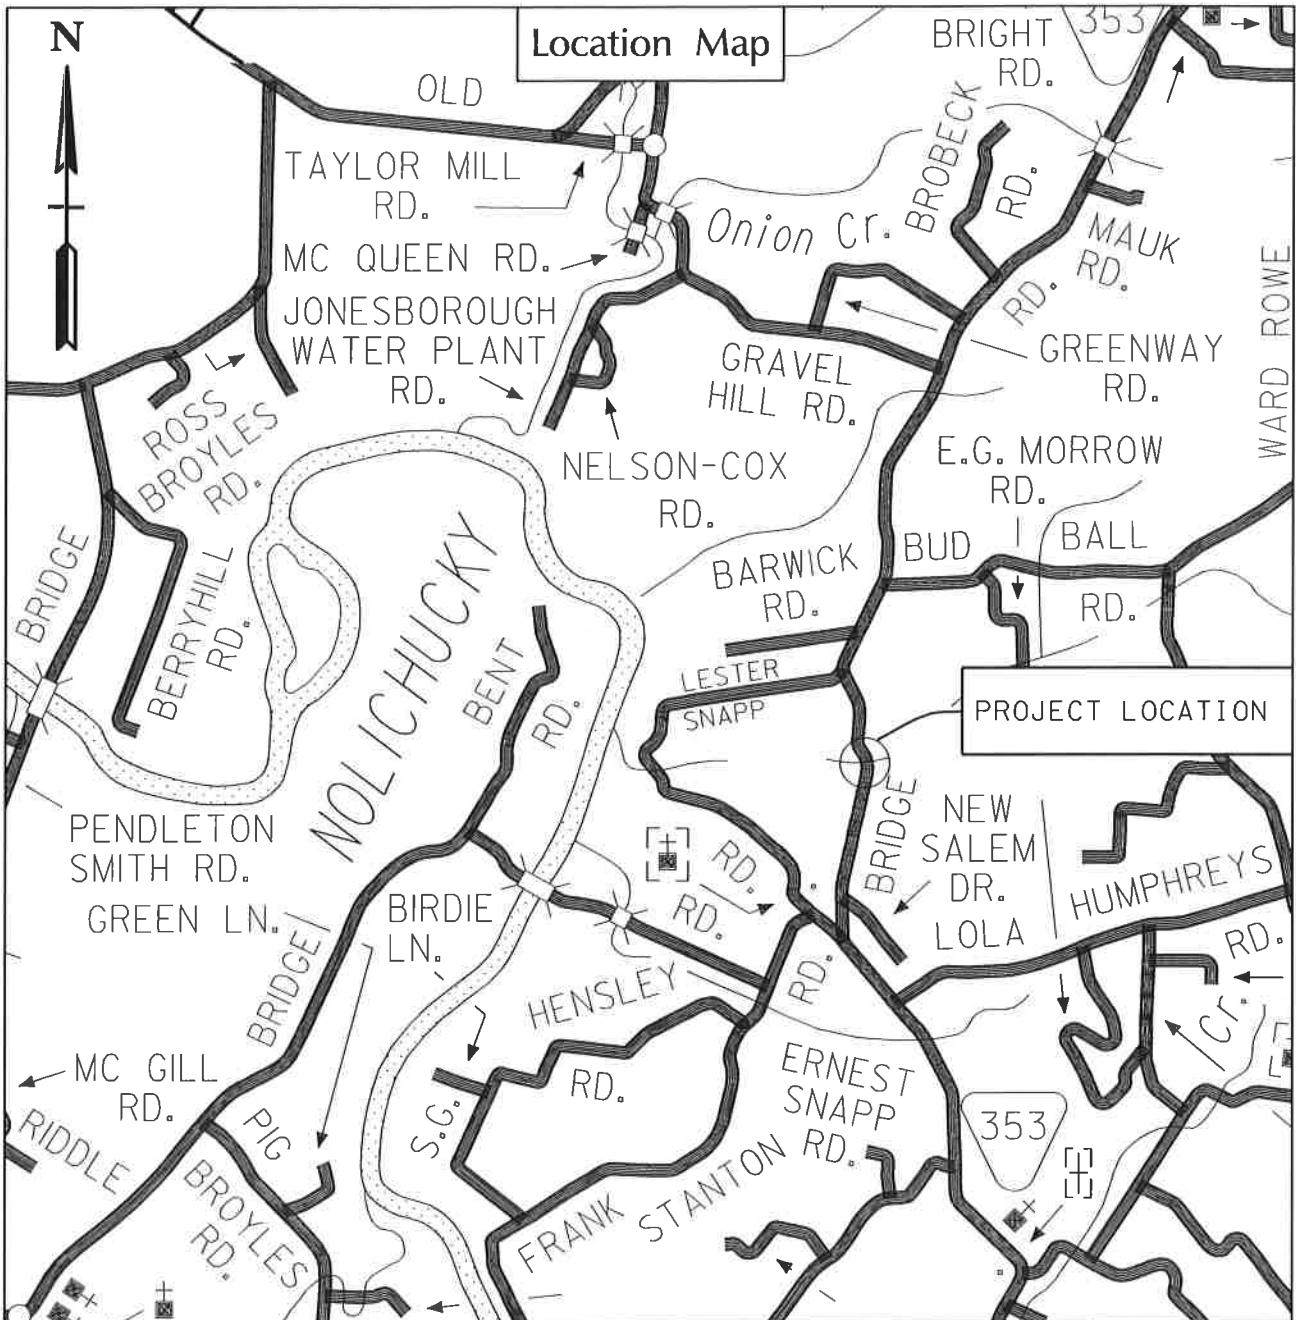 Location Map
N
353
BRIGHT
RD.
OLD
TAYLOR MILL
RD.
BROBECK
RD.
Onion Cr.
MAUK
RD.
MC QUEEN RD.
JONESBOROUGH
WATER PLANT
RD.
RD.
GREENWAY
RD.
WARD ROWE
GRAVEL
HILL RD.
ROSS
BROYLES
RD.
NELSON-COX
RD.
E.G. MORROW
RD.
BUD
BALL
RD.
BARWICK
RD.
BRIDGE
BERRYHILL
RD.
NOLICHUCKY
BENT
RD.
LESTER
SNAPP
PROJECT LOCATION
PENDLETON
SMITH RD.
GREEN LN.
BRIDGE
NEW
SALEM
DR.
LOLA
HUMPHREYS
RD.
RD.
RD.
BIRDIE
LN.
BRIDGE
HENSLEY
RD.
RD.
Cr.
MC GILL
RD.
RIDDLE
PIG
BROYLES
RD.
S.G.
ERNEST
SNAPP
RD.
353
FRANK
STANTON